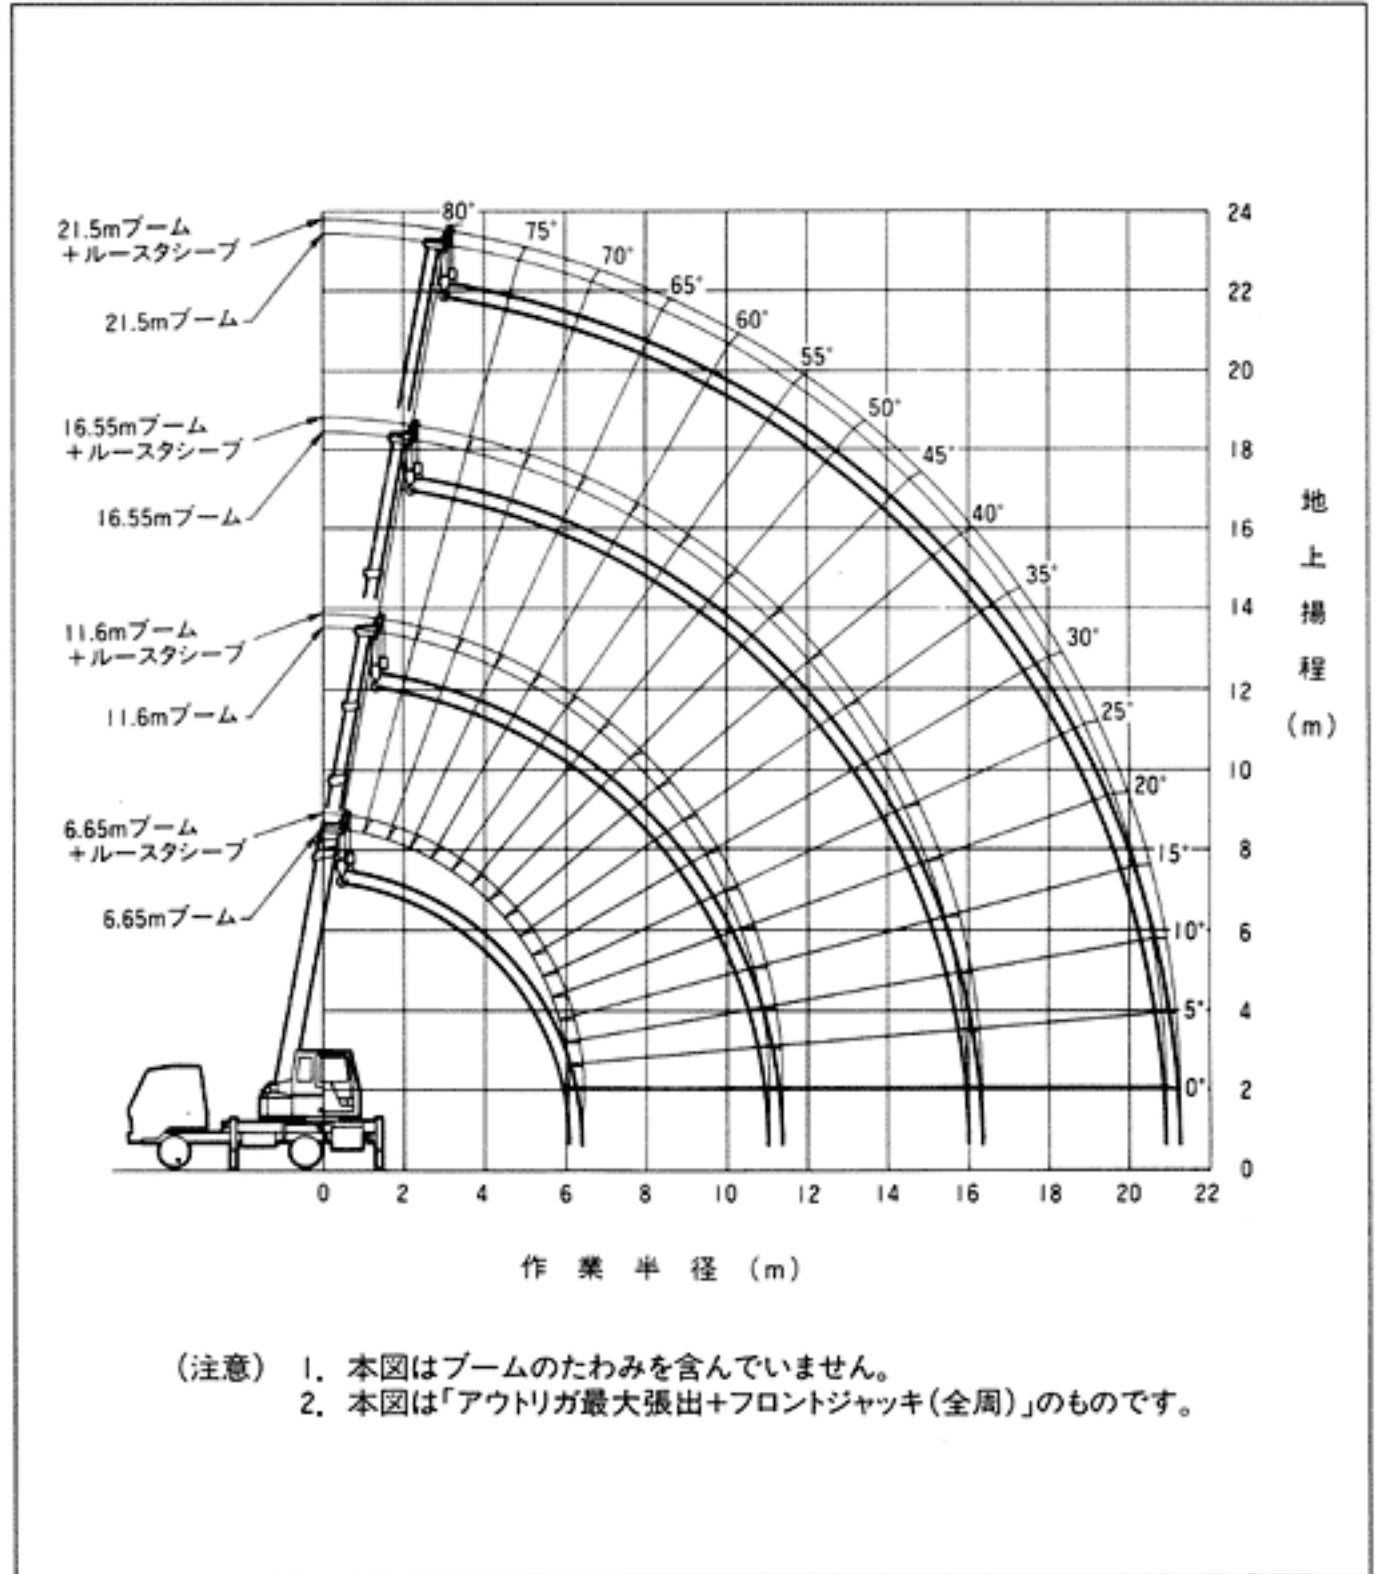 21.5mブーム
+ルースタシーブ
21.5mブーム
16.55mブーム
+ルースタシーブ
16.55mブーム
11.6mブーム
+ルースタシーブ
11.6mブーム
6.65mブーム
+ルースタシーブ
6.65mブーム
80°
75°
70°
65°
60°
55°
50°
45°
40°
35°
30°
25°
20°
15°
10°
5°
0°
24
22
20
18
16
14
12
10
8
6
4
2
0
地上揚程(m)
0 2 4 6 8 10 12 14 16 18 20 22
作業半径(m)
(注意) 1. 本図はブームのたわみを含んでいません。
2. 本図は「アウトリガ最大張出+フロントジャッキ(全周)」のものです。